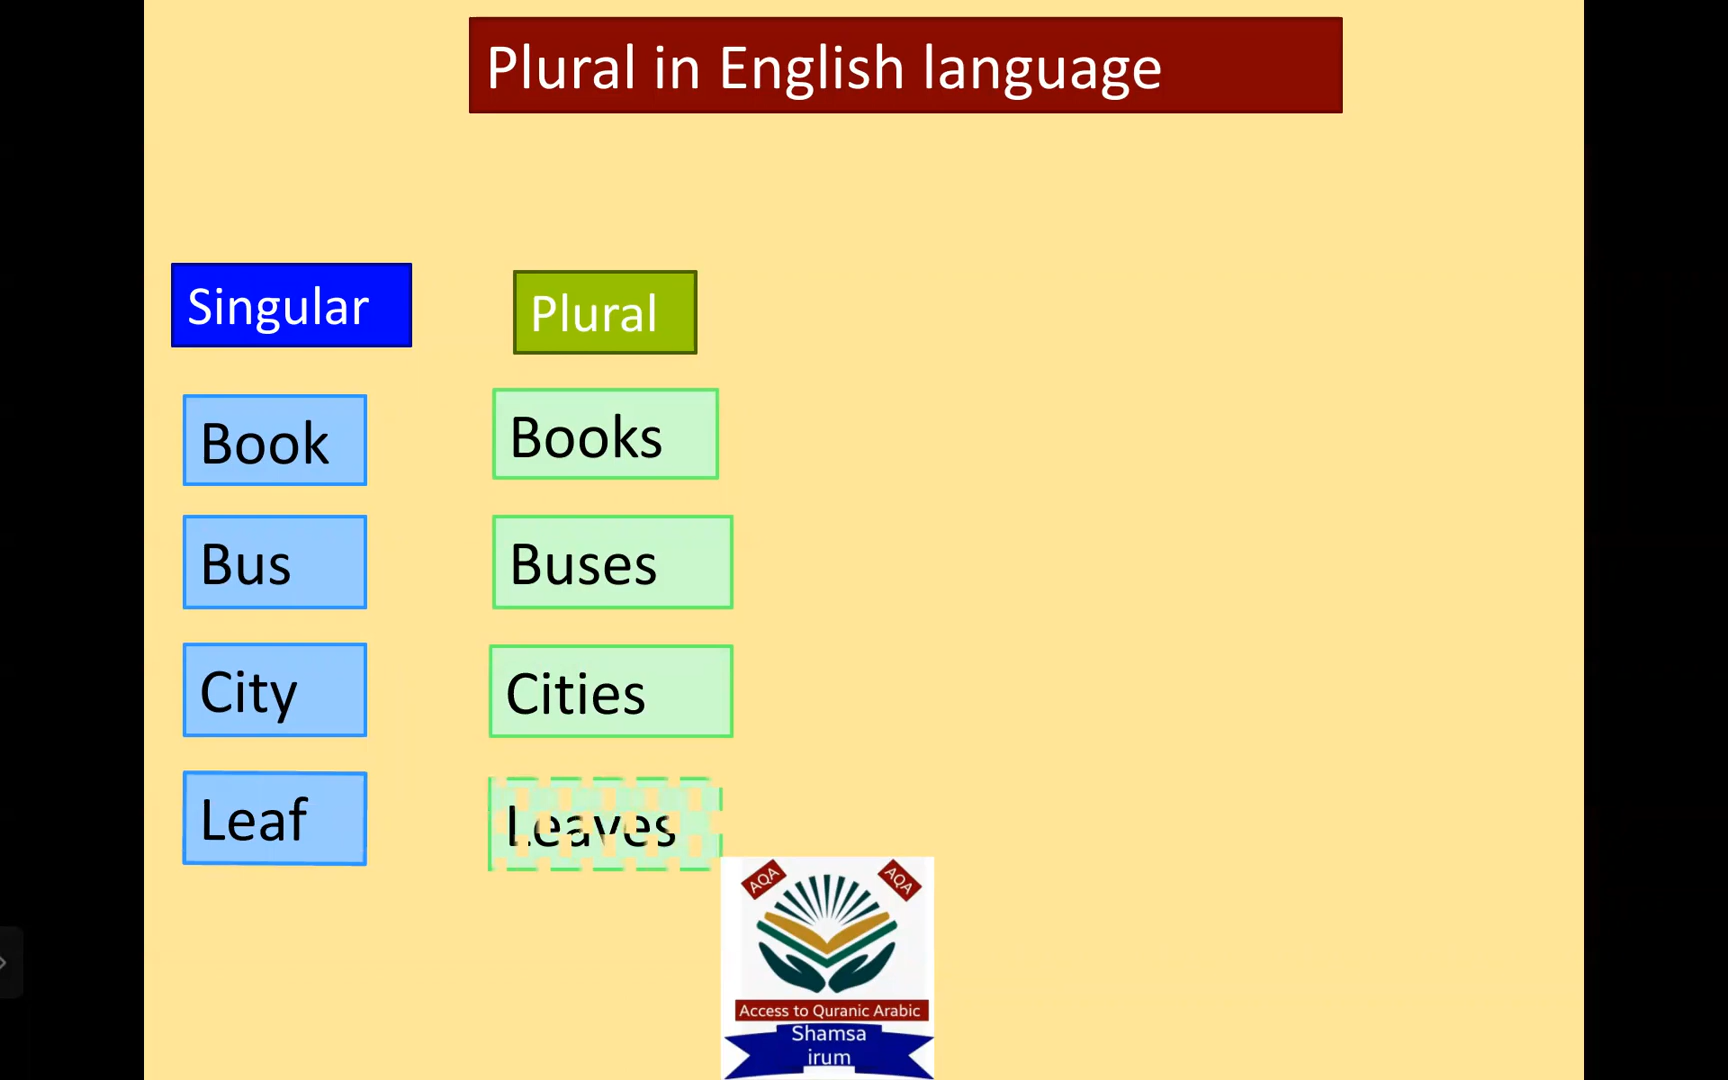 Plural in English language
Singular
Plural
Book
Books
Bus
Buses
City
Cities
Leaf
Leaves
AQA
AQA
Access to Quranic Arabic
Shamsa
irum